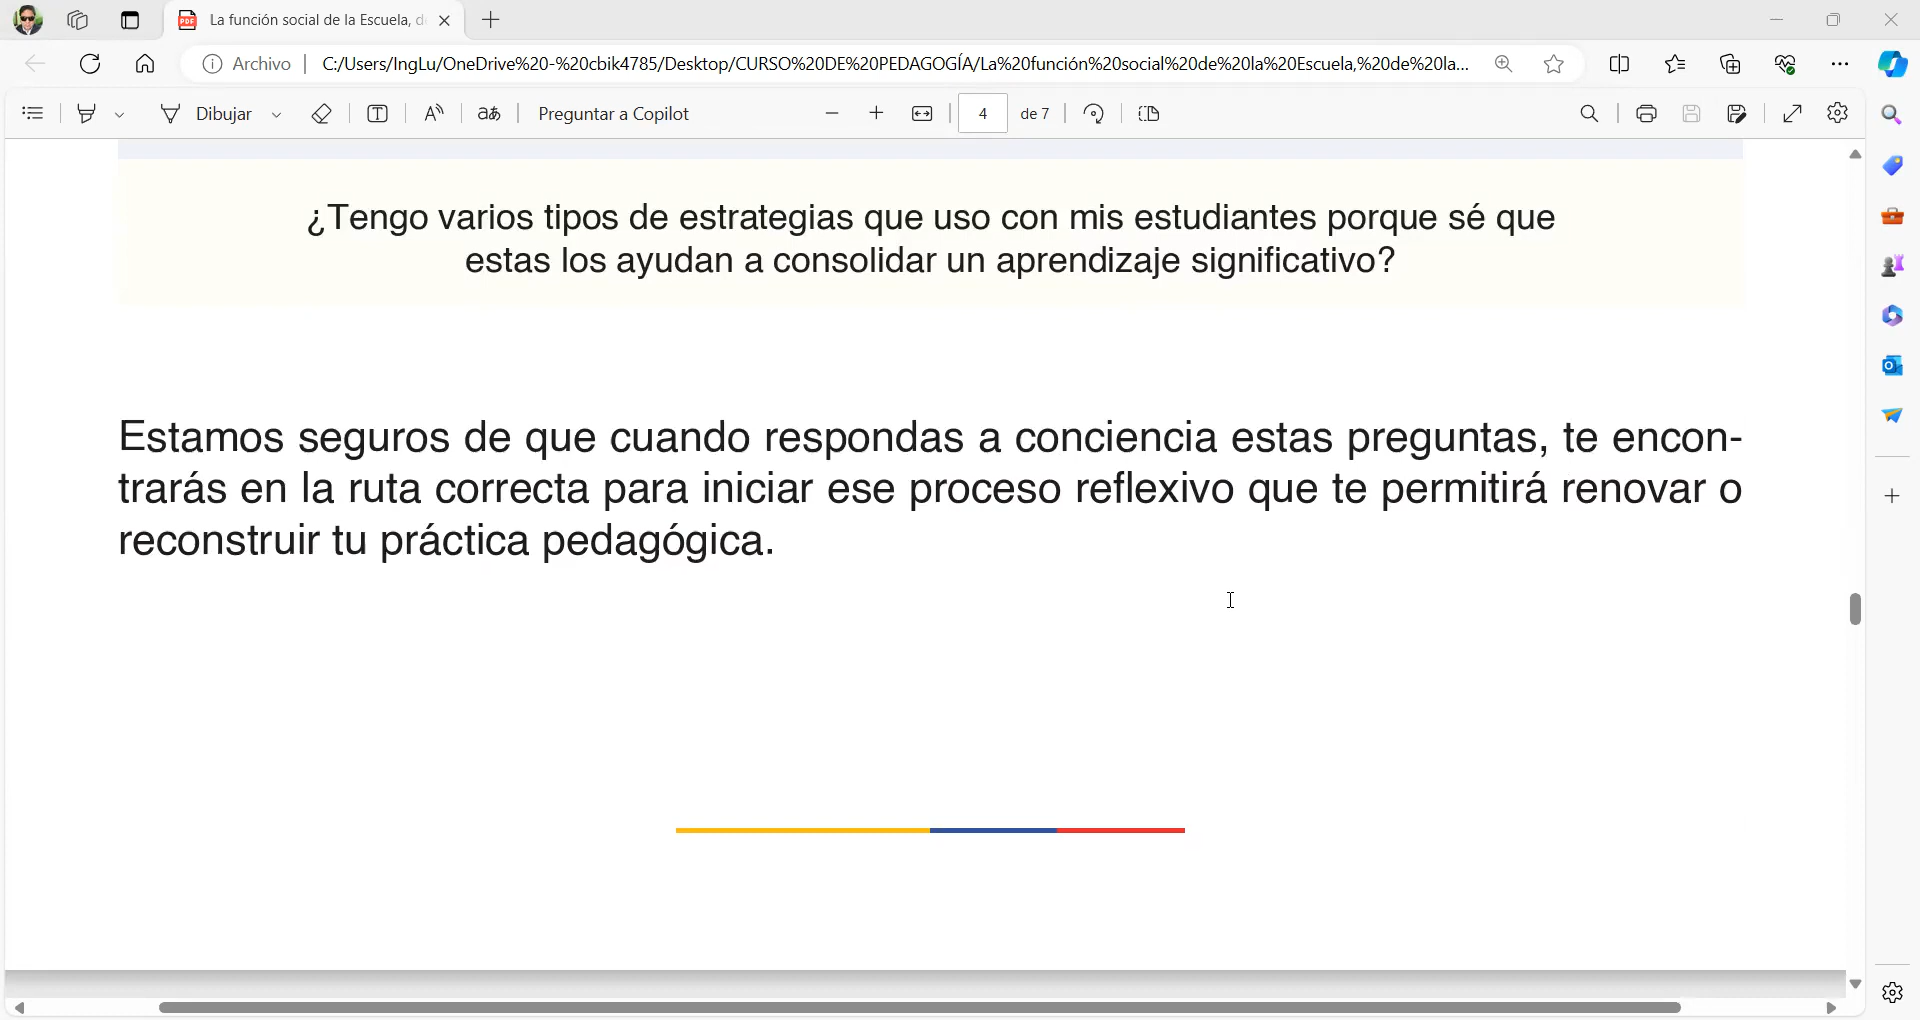 La función social de la Escuela, d
Archivo
C:/Users/IngLu/OneDrive%20-%20cbik4785/Desktop/CURSO%20DE%20PEDAGOGÍA/La%20función%20social%20de%20la%20Escuela,%20de%20la...
Dibujar
Preguntar a Copilot
4
de 7
¿Tengo varios tipos de estrategias que uso con mis estudiantes porque sé que
estas los ayudan a consolidar un aprendizaje significativo?
Estamos seguros de que cuando respondas a conciencia estas preguntas, te encon-
trarás en la ruta correcta para iniciar ese proceso reflexivo que te permitirá renovar o
reconstruir tu práctica pedagógica.